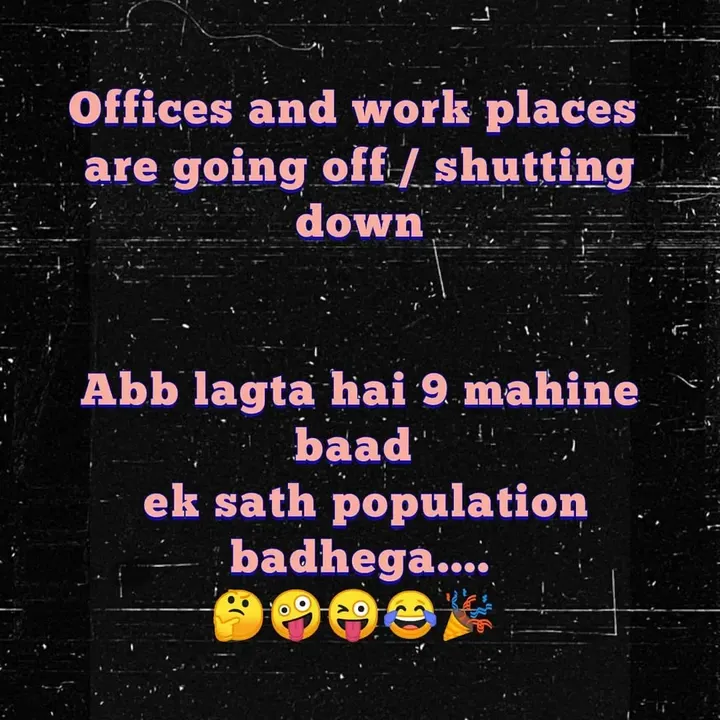 Offices and work places
are going off / shutting
down
Abb lagta hai 9 mahine
baad
ek sath population
badhega....
🤔🤪😜😂🎉